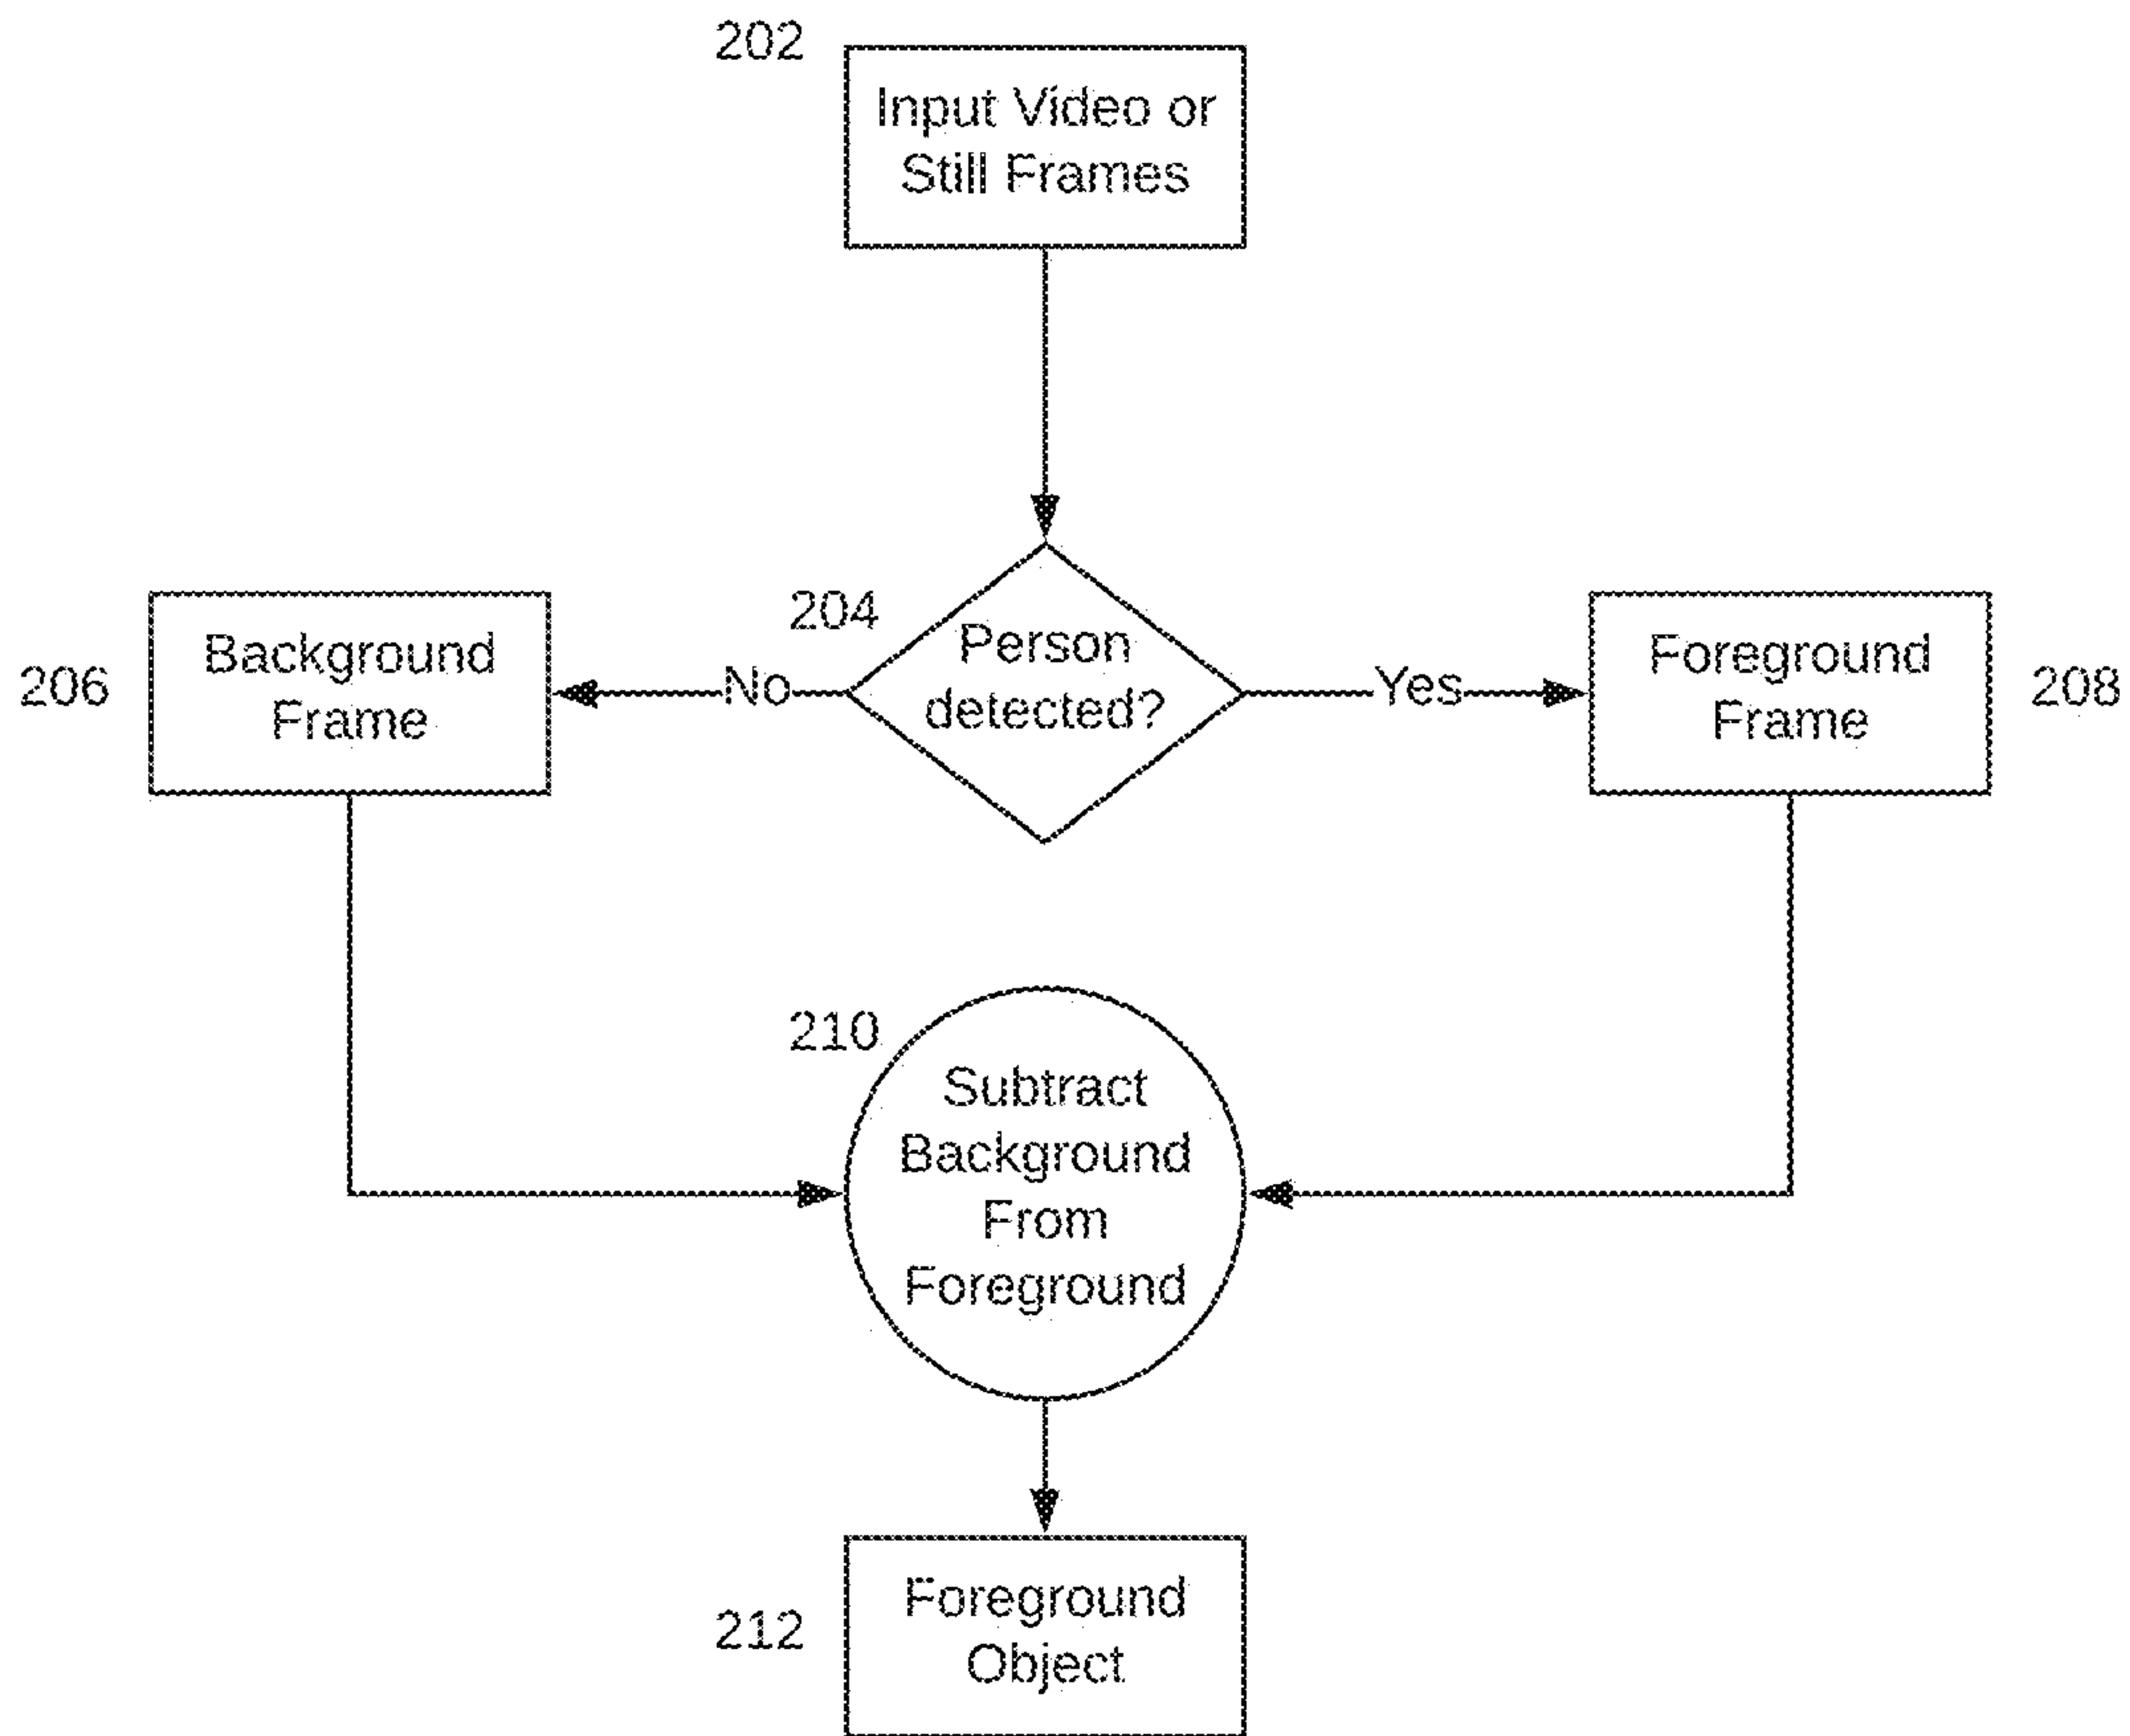 202
Input Video or
Still Frames
204
Person
detected?
206
Background
Frame
No
Yes
Foreground
Frame
208
210
Subtract
Background
From
Foreground
212
Foreground
Object